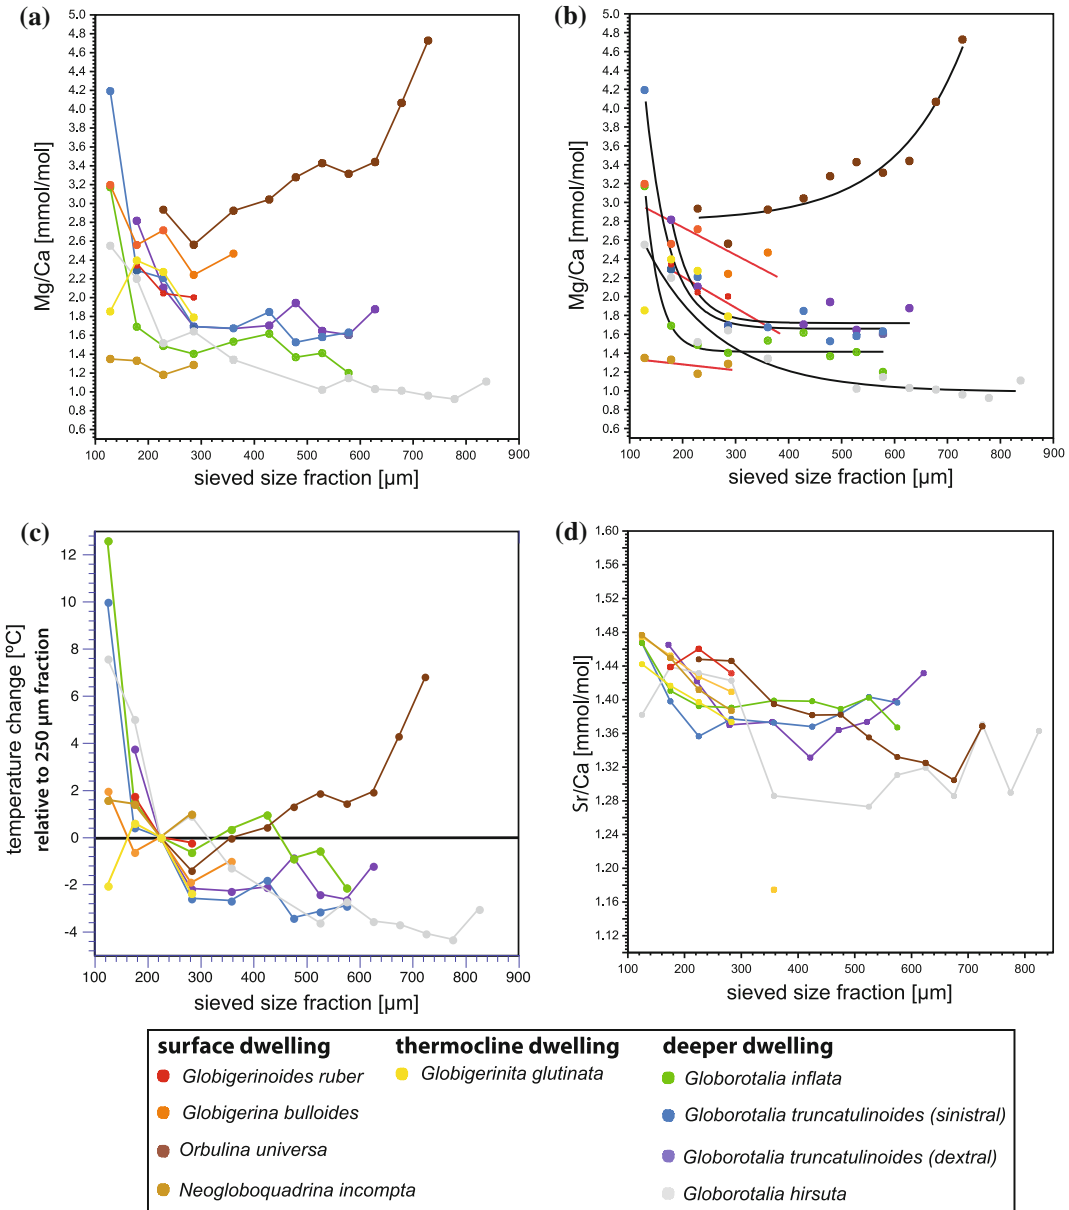 (a)
5.0
4.8
4.6
4.4
4.2
4.0
3.8
3.6
3.4
3.2
3.0
2.8
2.6
2.4
2.2
2.0
1.8
1.6
1.4
1.2
1.0
0.8
0.6
Mg/Ca [mmol/mol]
100 200 300 400 500 600 700 800 900
sieved size fraction [µm]
(b)
5.0
4.8
4.6
4.4
4.2
4.0
3.8
3.6
3.4
3.2
3.0
2.8
2.6
2.4
2.2
2.0
1.8
1.6
1.4
1.2
1.0
0.8
0.6
Mg/Ca [mmol/mol]
100 200 300 400 500 600 700 800 900
sieved size fraction [µm]
(c)
12
10
8
6
4
2
0
-2
-4
temperature change [ºC]
relative to 250 µm fraction
100 200 300 400 500 600 700 800 900
sieved size fraction [µm]
(d)
1.60
1.56
1.52
1.48
1.44
1.40
1.36
1.32
1.28
1.24
1.20
1.16
1.12
Sr/Ca [mmol/mol]
100 200 300 400 500 600 700 800
sieved size fraction [µm]
surface dwelling
Globigerinoides ruber
Globigerina bulloides
Orbulina universa
Neogloboquadrina incompta
thermocline dwelling
Globigerinita glutinata
deeper dwelling
Globorotalia inflata
Globorotalia truncatulinoides (sinistral)
Globorotalia truncatulinoides (dextral)
Globorotalia hirsuta